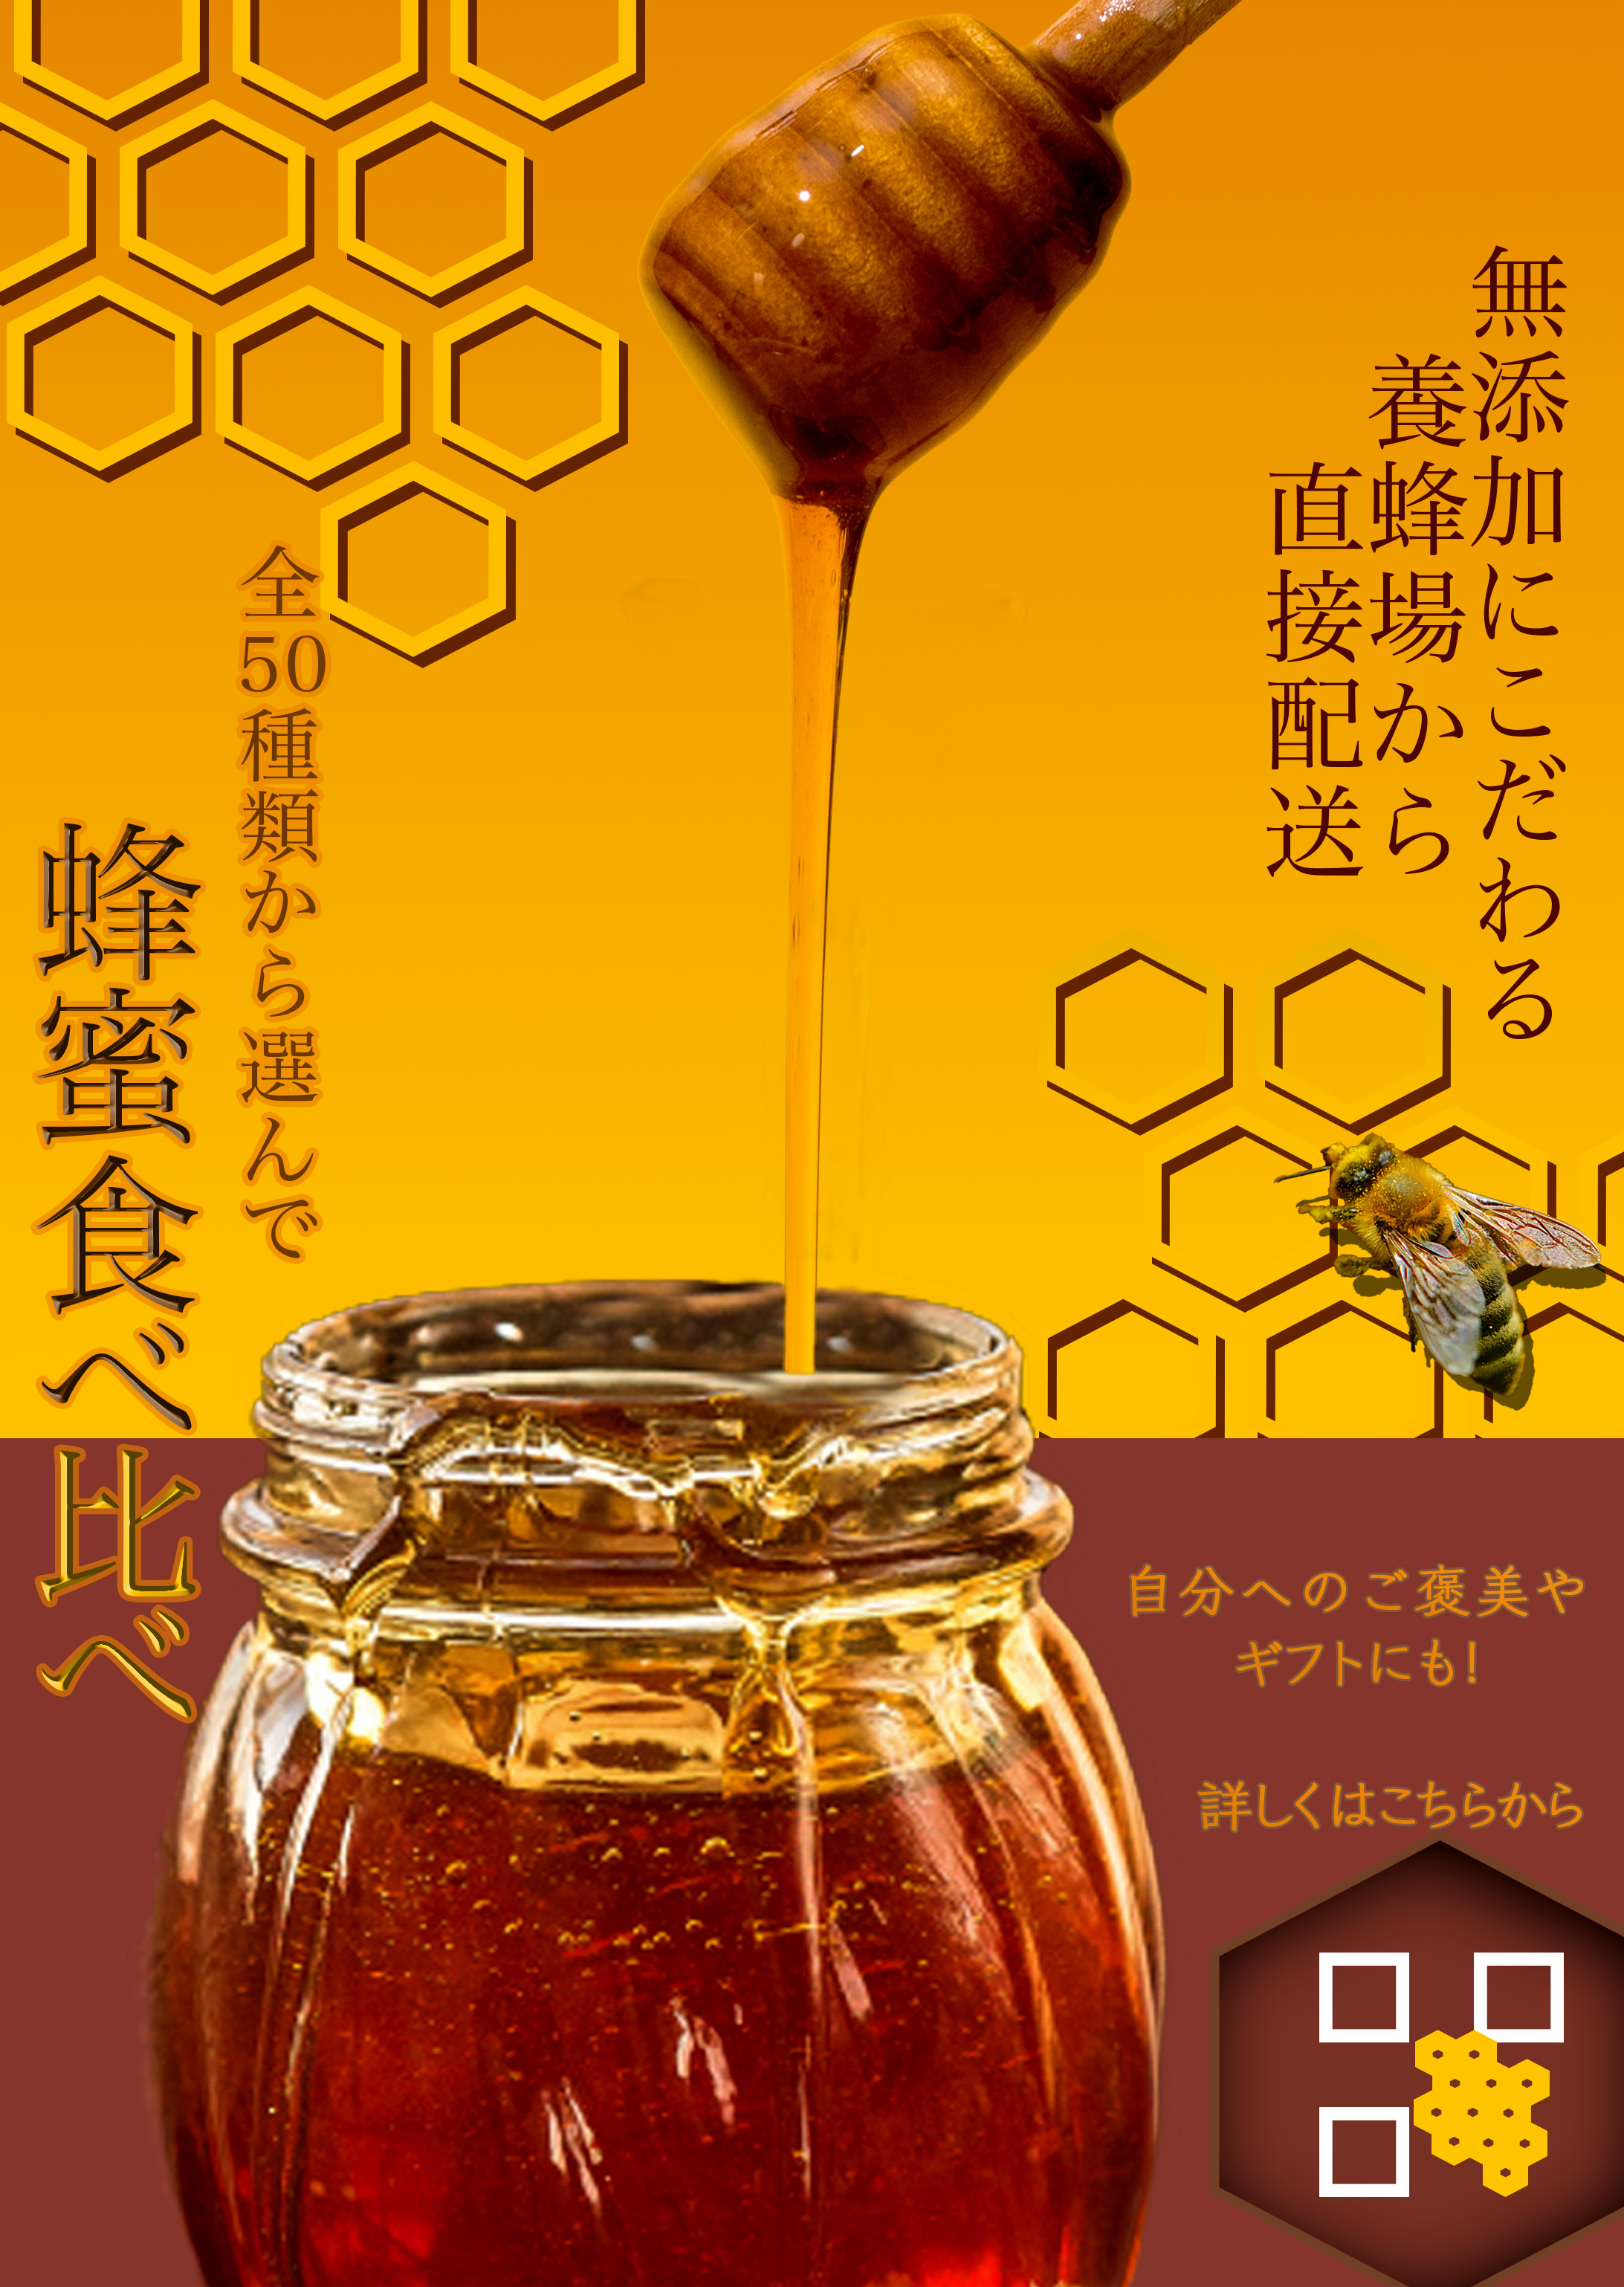 無添加にこだわる
養蜂場から
直接配送
全50種類から選んで
蜂蜜食べ比べ
自分へのご褒美や
ギフトにも!
詳しくはこちらから